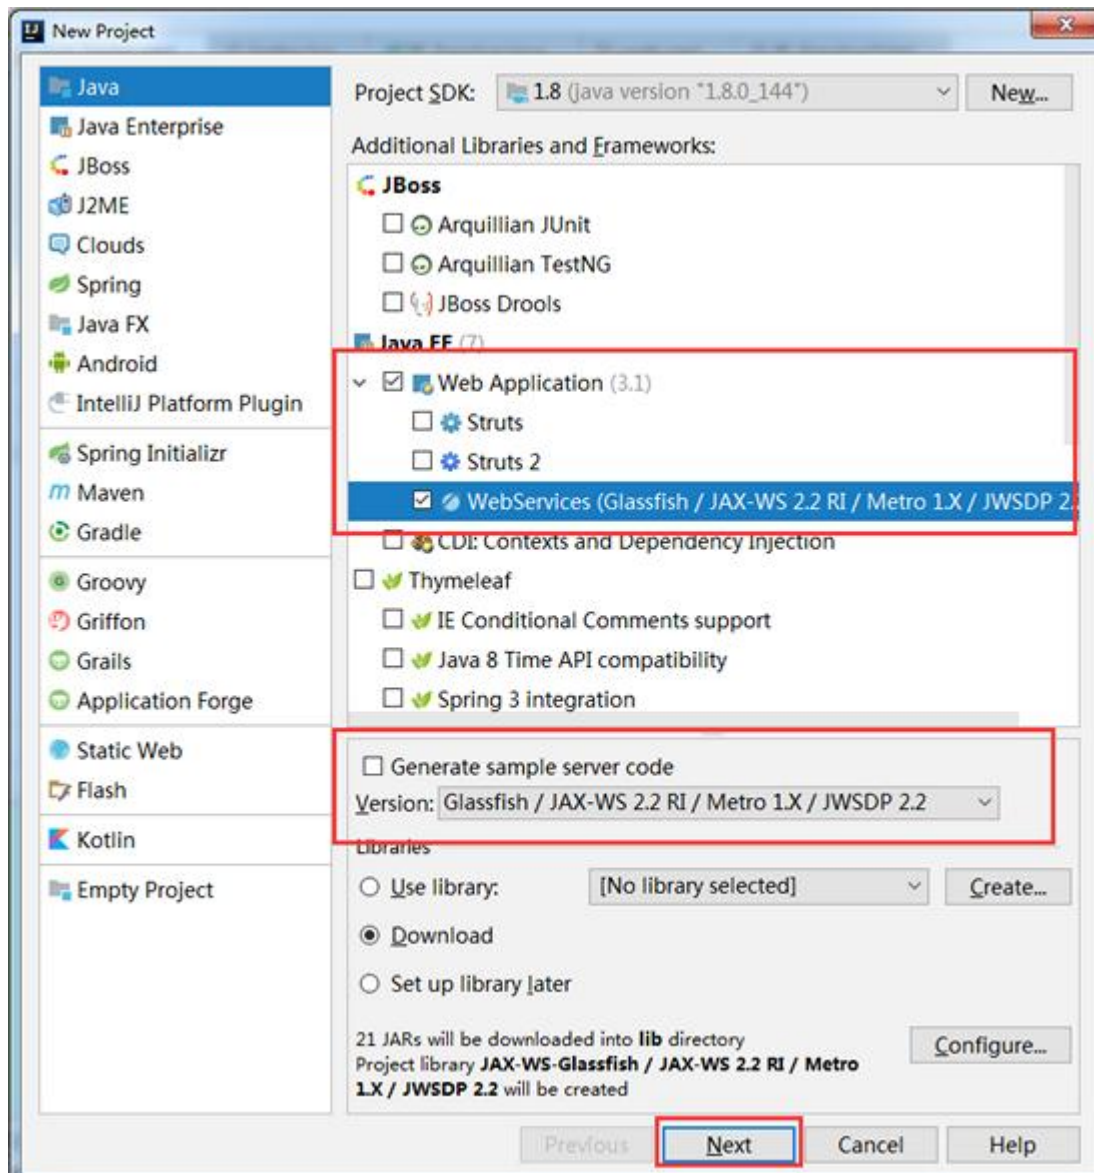 New Project
Java
Java Enterprise
JBoss
J2ME
Clouds
Spring
Java FX
Android
IntelliJ Platform Plugin
Spring Initializr
Maven
Gradle
Groovy
Griffon
Grails
Application Forge
Static Web
Flash
Kotlin
Empty Project
Project SDK: 1.8 (java version "1.8.0_144") New...
Additional Libraries and Frameworks:
JBoss
Arquillian JUnit
Arquillian TestNG
JBoss Drools
Java EE (7)
Web Application (3.1)
Struts
Struts 2
WebServices (Glassfish / JAX-WS 2.2 RI / Metro 1.X / JWSDP 2.
CDI: Contexts and Dependency Injection
Thymeleaf
IE Conditional Comments support
Java 8 Time API compatibility
Spring 3 integration
Generate sample server code
Version: Glassfish / JAX-WS 2.2 RI / Metro 1.X / JWSDP 2.2
Libraries
Use library: [No library selected] Create...
Download
Set up library later
21 JARs will be downloaded into lib directory
Project library JAX-WS-Glassfish / JAX-WS 2.2 RI / Metro
1.X / JWSDP 2.2 will be created
Configure...
Previous Next Cancel Help